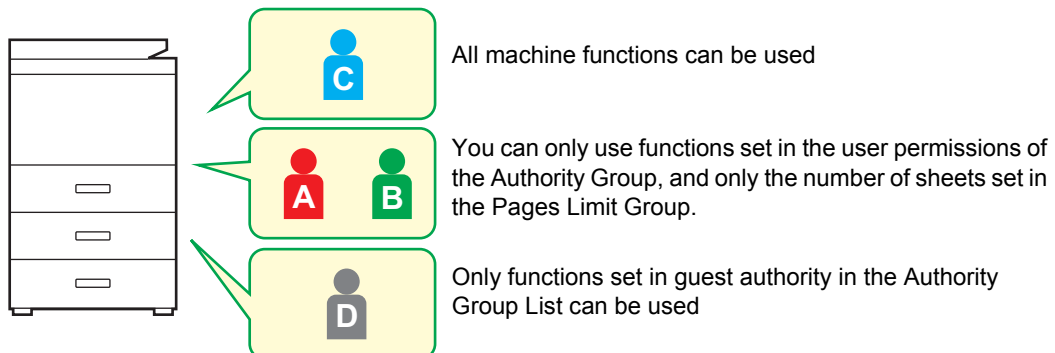 C
All machine functions can be used
A
B
You can only use functions set in the user permissions of
the Authority Group, and only the number of sheets set in
the Pages Limit Group.
D
Only functions set in guest authority in the Authority
Group List can be used